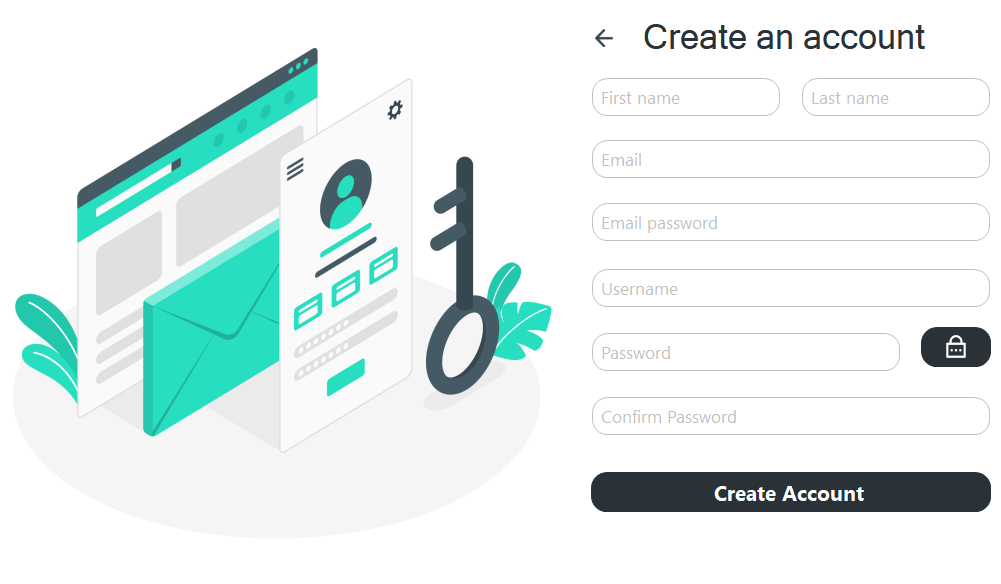 Create an account
First name Last name
Email
Email password
Username
Password
Confirm Password
Create Account